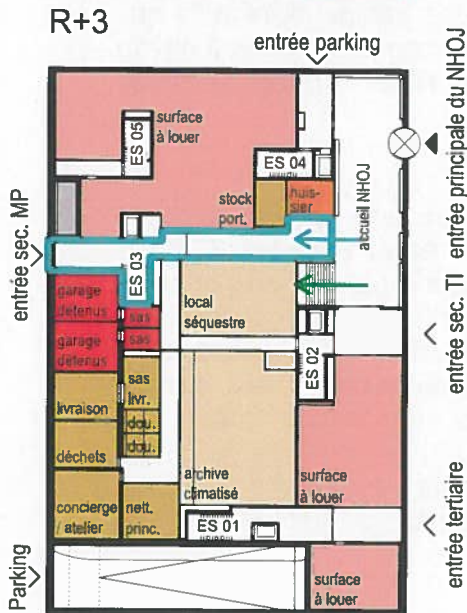 R+3
entrée parking
surface
à louer
ES 05
ES 04
stock
port.
huis-
sier
accueil NHOJ
entrée principale du NHOJ
entrée sec. MP
ES 03
garage
détenus
sas
local
séquestre
garage
détenus
sas
ES 02
entrée sec. TI
livraison
sas
livr.
dou.
dou.
déchets
archive
climatisé
surface
à louer
concierge
/ atelier
nett.
princ.
ES 01
entrée tertiaire
Parking
surface
à louer